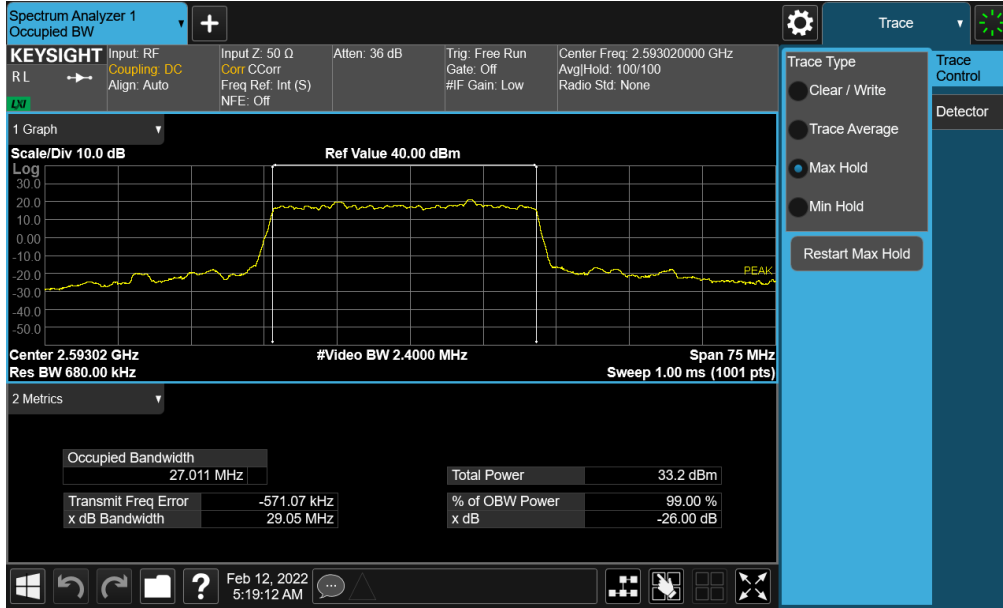 Spectrum Analyzer 1
Occupied BW
+
Trace
KEYSIGHT
R L
LXI
Input: RF
Coupling: DC
Align: Auto
Input Z: 50 Ω
Corr CCorr
Freq Ref: Int (S)
NFE: Off
Atten: 36 dB
Trig: Free Run
Gate: Off
#IF Gain: Low
Center Freq: 2.593020000 GHz
Avg|Hold: 100/100
Radio Std: None
Trace Type
Clear / Write
Trace Average
Max Hold
Min Hold
Restart Max Hold
Trace
Control
Detector
1 Graph
Scale/Div 10.0 dB
Ref Value 40.00 dBm
Log
30.0
20.0
10.0
0.00
-10.0
-20.0
-30.0
-40.0
-50.0
PEAK
Center 2.59302 GHz
#Video BW 2.4000 MHz
Span 75 MHz
Res BW 680.00 kHz
Sweep 1.00 ms (1001 pts)
2 Metrics
Occupied Bandwidth
27.011 MHz
Transmit Freq Error -571.07 kHz
x dB Bandwidth 29.05 MHz
Total Power 33.2 dBm
% of OBW Power 99.00 %
x dB -26.00 dB
?
Feb 12, 2022
5:19:12 AM